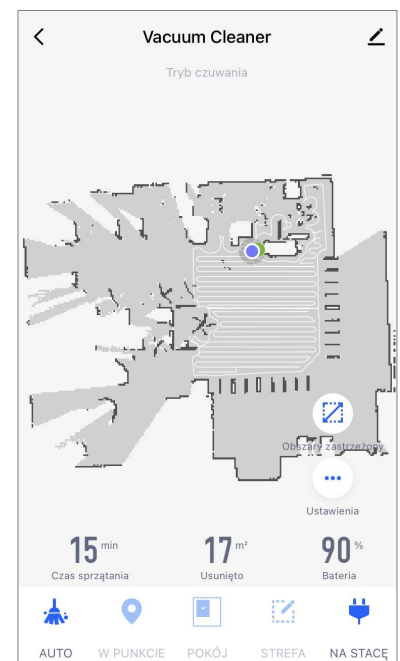 Vacuum Cleaner
Tryb czuwania
Obszary zastrzeżony
Ustawienia
15 min 17 m² 90 %
Czas sprzątania Usunięto Bateria
AUTO W PUNKCIE POKÓJ STREFA NA STACĘ